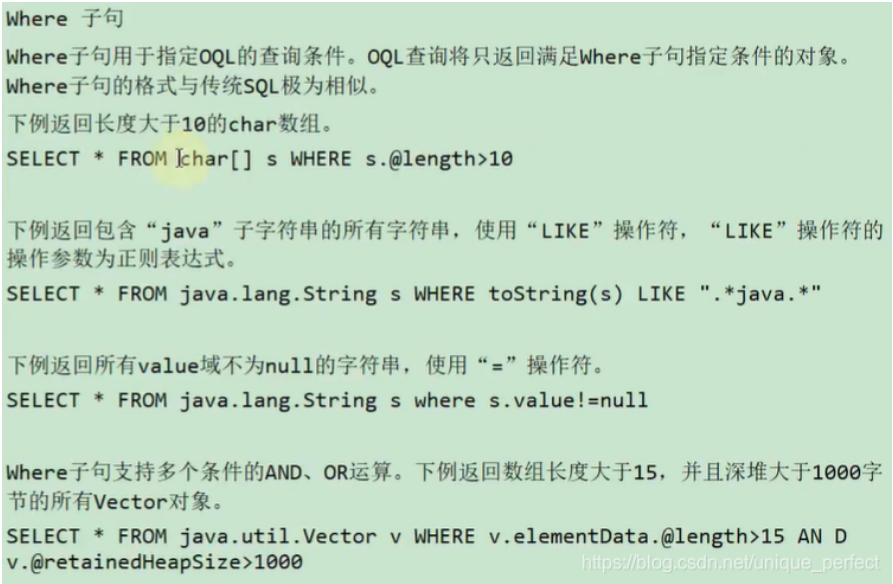 Where 子句
Where子句用于指定OQL的查询条件。OQL查询将只返回满足Where子句指定条件的对象。
Where子句的格式与传统SQL极为相似。
下例返回长度大于10的char数组。
SELECT * FROM char[] s WHERE s.@length>10
下例返回包含“java”子字符串的所有字符串，使用“LIKE”操作符，“LIKE”操作符的
操作参数为正则表达式。
SELECT * FROM java.lang.String s WHERE toString(s) LIKE ".*java.*"
下例返回所有value域不为null的字符串，使用“=”操作符。
SELECT * FROM java.lang.String s where s.value!=null
Where子句支持多个条件的AND、OR运算。下例返回数组长度大于15，并且深堆大于1000字
节的所有Vector对象。
SELECT * FROM java.util.Vector v WHERE v.elementData.@length>15 AN D
v.@retainedHeapSize>1000
https://blog.csdn.net/unique_perfect